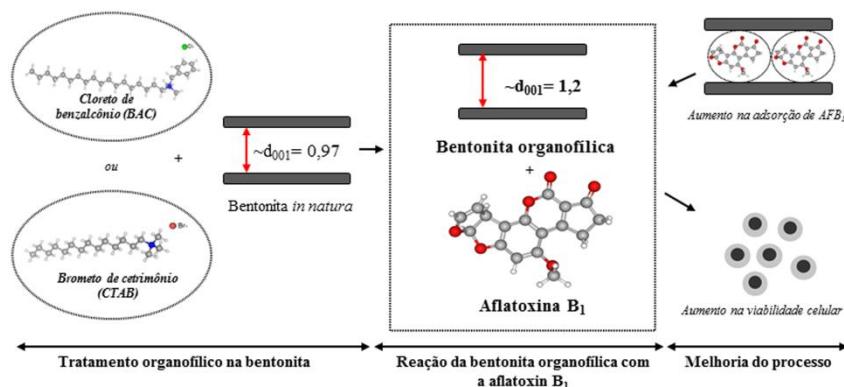 Cl-
Cloreto de
benzalcônio (BAC)
ou
+
Br-
Brometo de cetrimônio
(CTAB)
~d001= 0,97
Bentonita in natura
~d001= 1,2
Bentonita organofílica
+
Aflatoxina B1
Aumento na adsorção de AFB1
Aumento na viabilidade celular
Tratamento organofílico na bentonita
Reação da bentonita organofílica com
a aflatoxin B1
Melhoria do processo